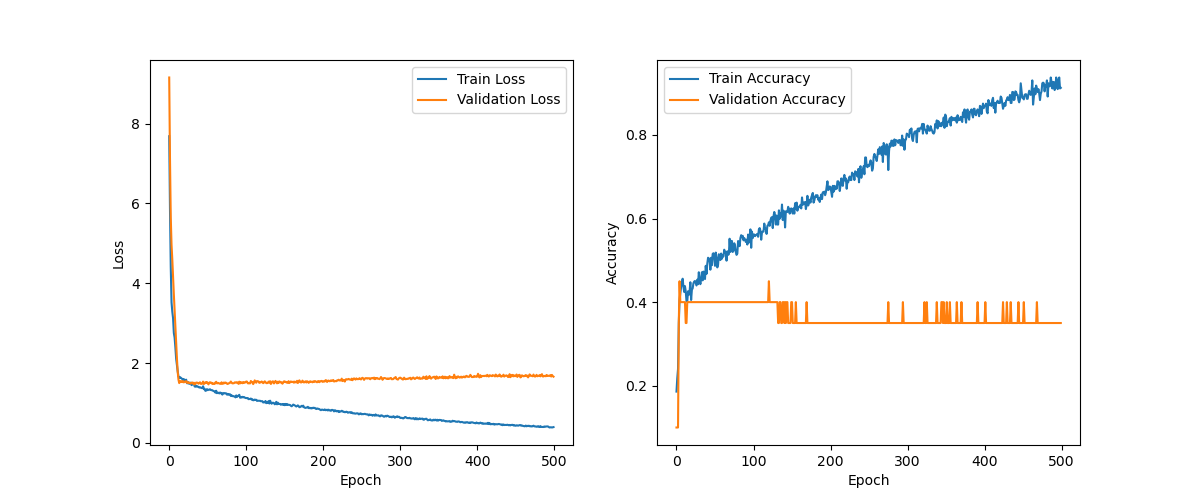 Train Loss
Validation Loss
8
6
4
2
0
0 100 200 300 400 500
Epoch
Loss
Train Accuracy
Validation Accuracy
0.8
0.6
0.4
0.2
0 100 200 300 400 500
Epoch
Accuracy